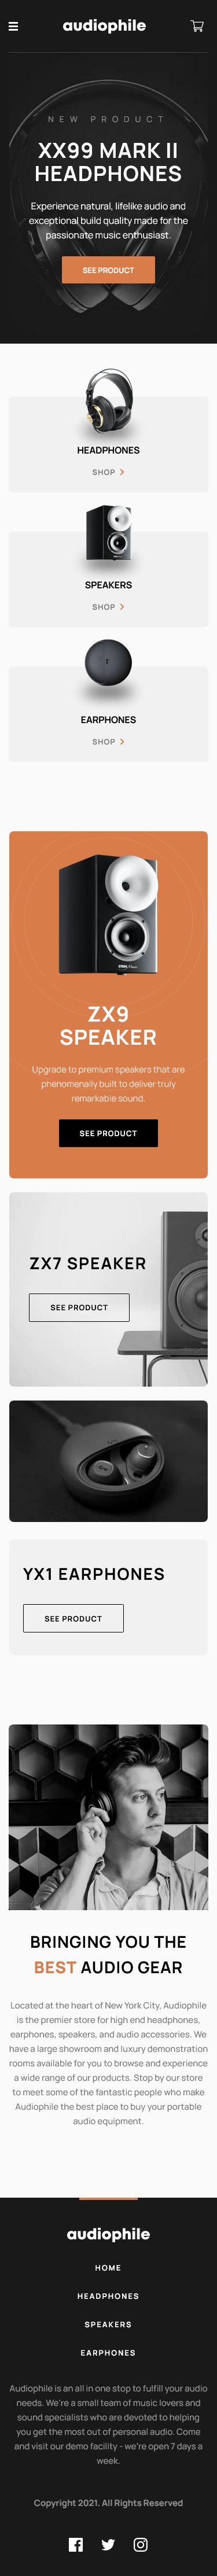 audiophile
NEW PRODUCT
XX99 MARK II
HEADPHONES
Experience natural, lifelike audio and
exceptional build quality made for the
passionate music enthusiast.
SEE PRODUCT
HEADPHONES
SHOP
SPEAKERS
SHOP
EARPHONES
SHOP
ZX9
SPEAKER
Upgrade to premium speakers that are
phenomenally built to deliver truly
remarkable sound.
SEE PRODUCT
ZX7 SPEAKER
SEE PRODUCT
YX1 EARPHONES
SEE PRODUCT
BRINGING YOU THE
BEST AUDIO GEAR
Located at the heart of New York City, Audiophile
is the premier store for high end headphones,
earphones, speakers, and audio accessories. We
have a large showroom and luxury demonstration
rooms available for you to browse and experience
a wide range of our products. Stop by our store
to meet some of the fantastic people who make
Audiophile the best place to buy your portable
audio equipment.
audiophile
HOME
HEADPHONES
SPEAKERS
EARPHONES
Audiophile is an all in one stop to fulfill your audio
needs. We're a small team of music lovers and
sound specialists who are devoted to helping
you get the most out of personal audio. Come
and visit our demo facility - we're open 7 days a
week.
Copyright 2021. All Rights Reserved